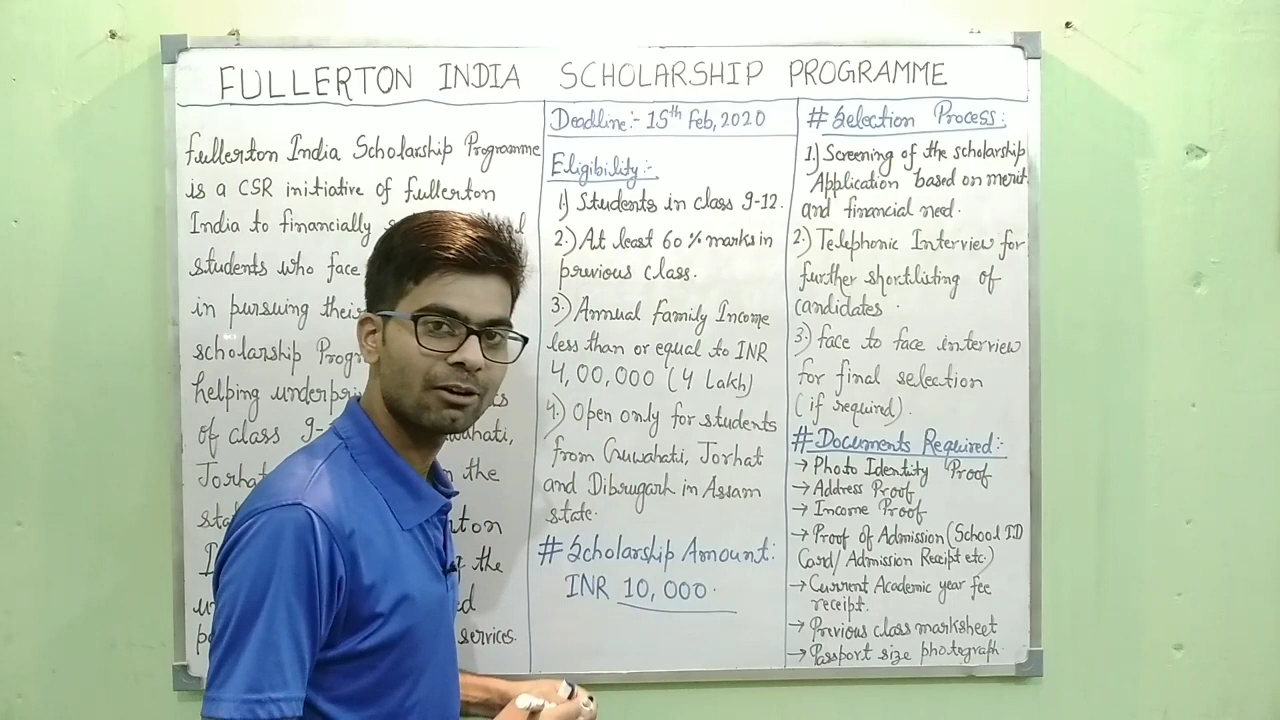 FULLERTON INDIA SCHOLARSHIP PROGRAMME
fullerton India Scholarship Programme
is a CSR initiative of fullerton
India to financially
students who face
in pursuing their
scholarship
helping
of class 9-
Jorhat the
the
services.
Deadline:- 15th Feb, 2020
Eligibility:-
1.) Students in class 9-12.
2.) At least 60% marks in
previous class.
3.) Annual Family Income
less than or equal to INR
4,00,000 (4 Lakh)
4.) Open only for students
from Guwahati, Jorhat
and Dibrugarh in Assam
state.
# Scholarship Amount:
INR 10,000.
# Selection Process:
1.) Screening of the scholarship
Application based on merit
and financial need.
2.) Telephonic Interview for
further shortlisting of
candidates.
3.) face to face interview
for final selection
(if required).
# Documents Required:-
→ Photo Identity Proof
→ Address Proof
→ Income Proof
→ Proof of Admission (School ID
Card/ Admission Receipt etc.)
→ Current Academic year fee
receipt.
→ Previous class marksheet
→ Passport size photograph.